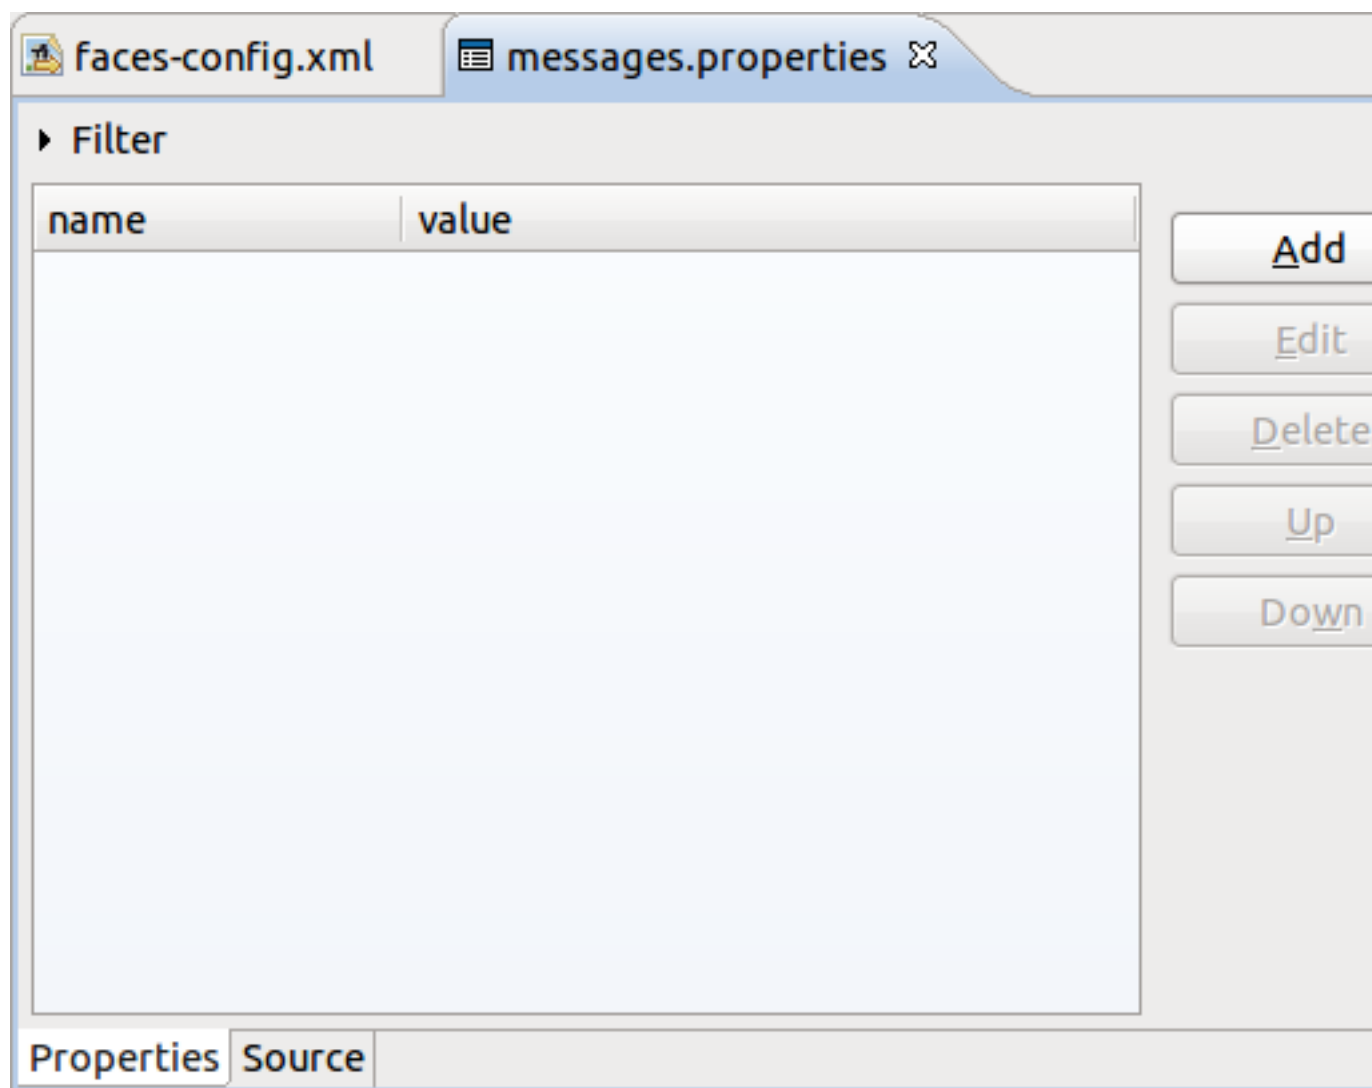 faces-config.xml
messages.properties
Filter
name value
Add
Edit
Delete
Up
Down
Properties Source